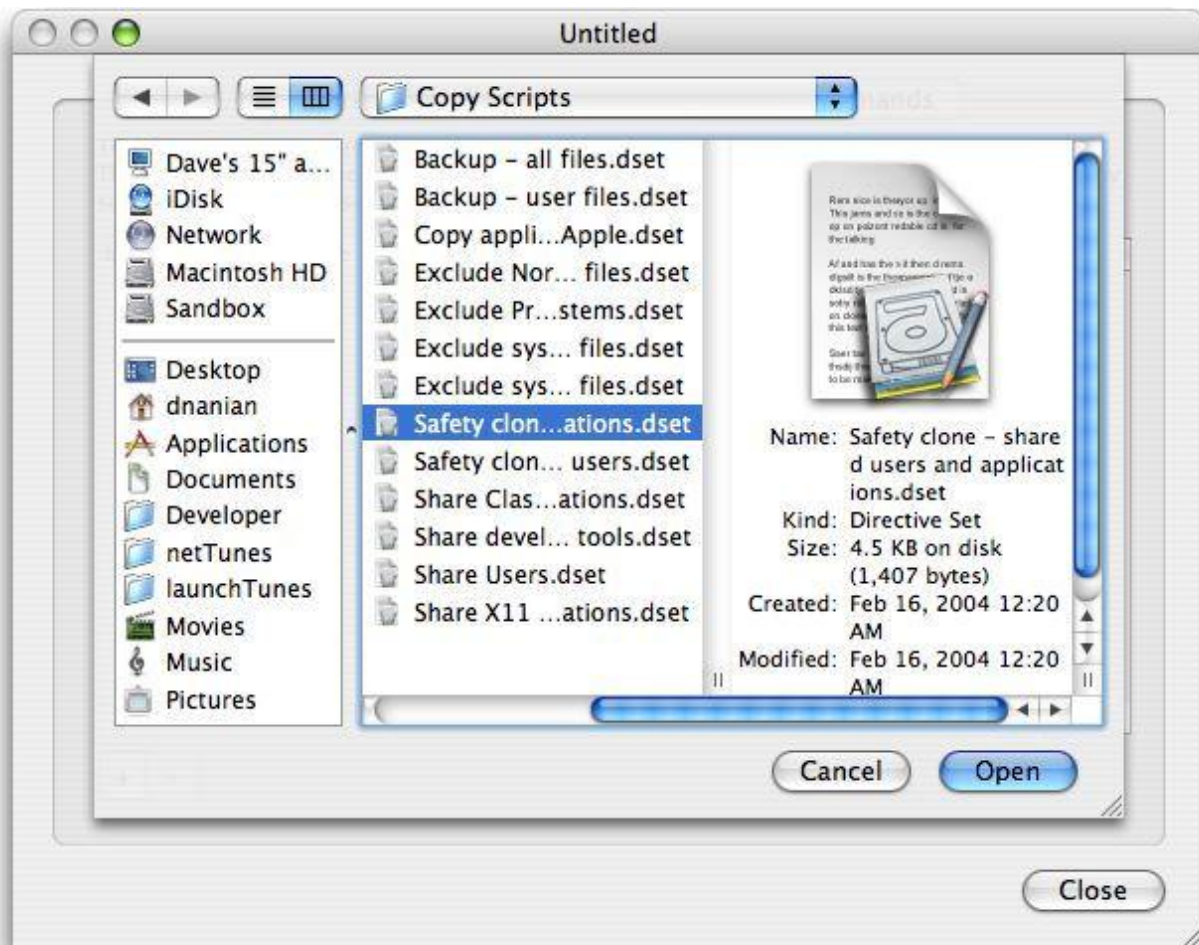 Untitled
Copy Scripts
mands
Dave's 15" a...
iDisk
Network
Macintosh HD
Sandbox
Desktop
dnanian
Applications
Documents
Developer
netTunes
launchTunes
Movies
Music
Pictures
Backup – all files.dset
Backup – user files.dset
Copy appli...Apple.dset
Exclude Nor... files.dset
Exclude Pr...stems.dset
Exclude sys... files.dset
Exclude sys... files.dset
Safety clon...ations.dset
Safety clon... users.dset
Share Clas...ations.dset
Share devel... tools.dset
Share Users.dset
Share X11 ...ations.dset
Name: Safety clone – share
d users and applicat
ions.dset
Kind: Directive Set
Size: 4.5 KB on disk
(1,407 bytes)
Created: Feb 16, 2004 12:20
AM
Modified: Feb 16, 2004 12:20
AM
Cancel
Open
Close